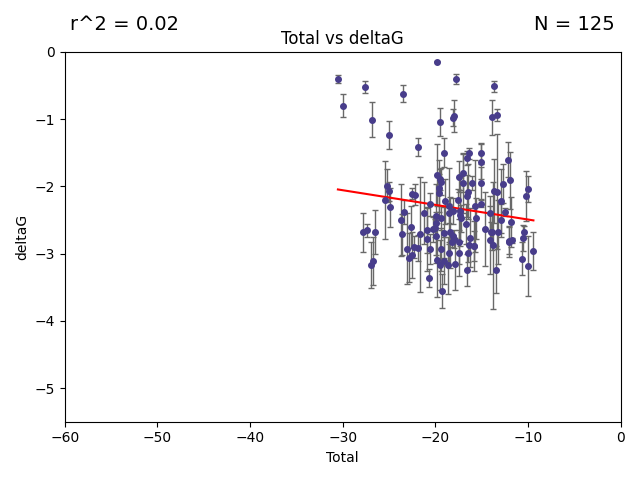 r^2 = 0.02
N = 125
Total vs deltaG
0
−1
−2
−3
−4
−5
deltaG
−60 −50 −40 −30 −20 −10 0
Total